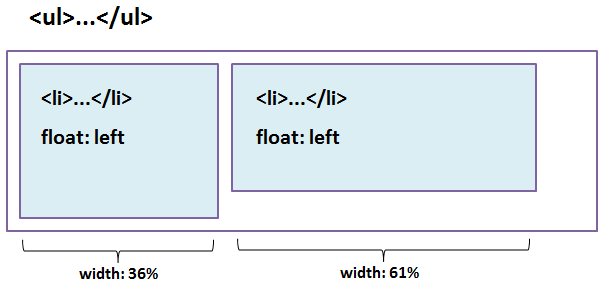 <ul>...</ul>
<li>...</li>
float: left
<li>...</li>
float: left
width: 36%
width: 61%